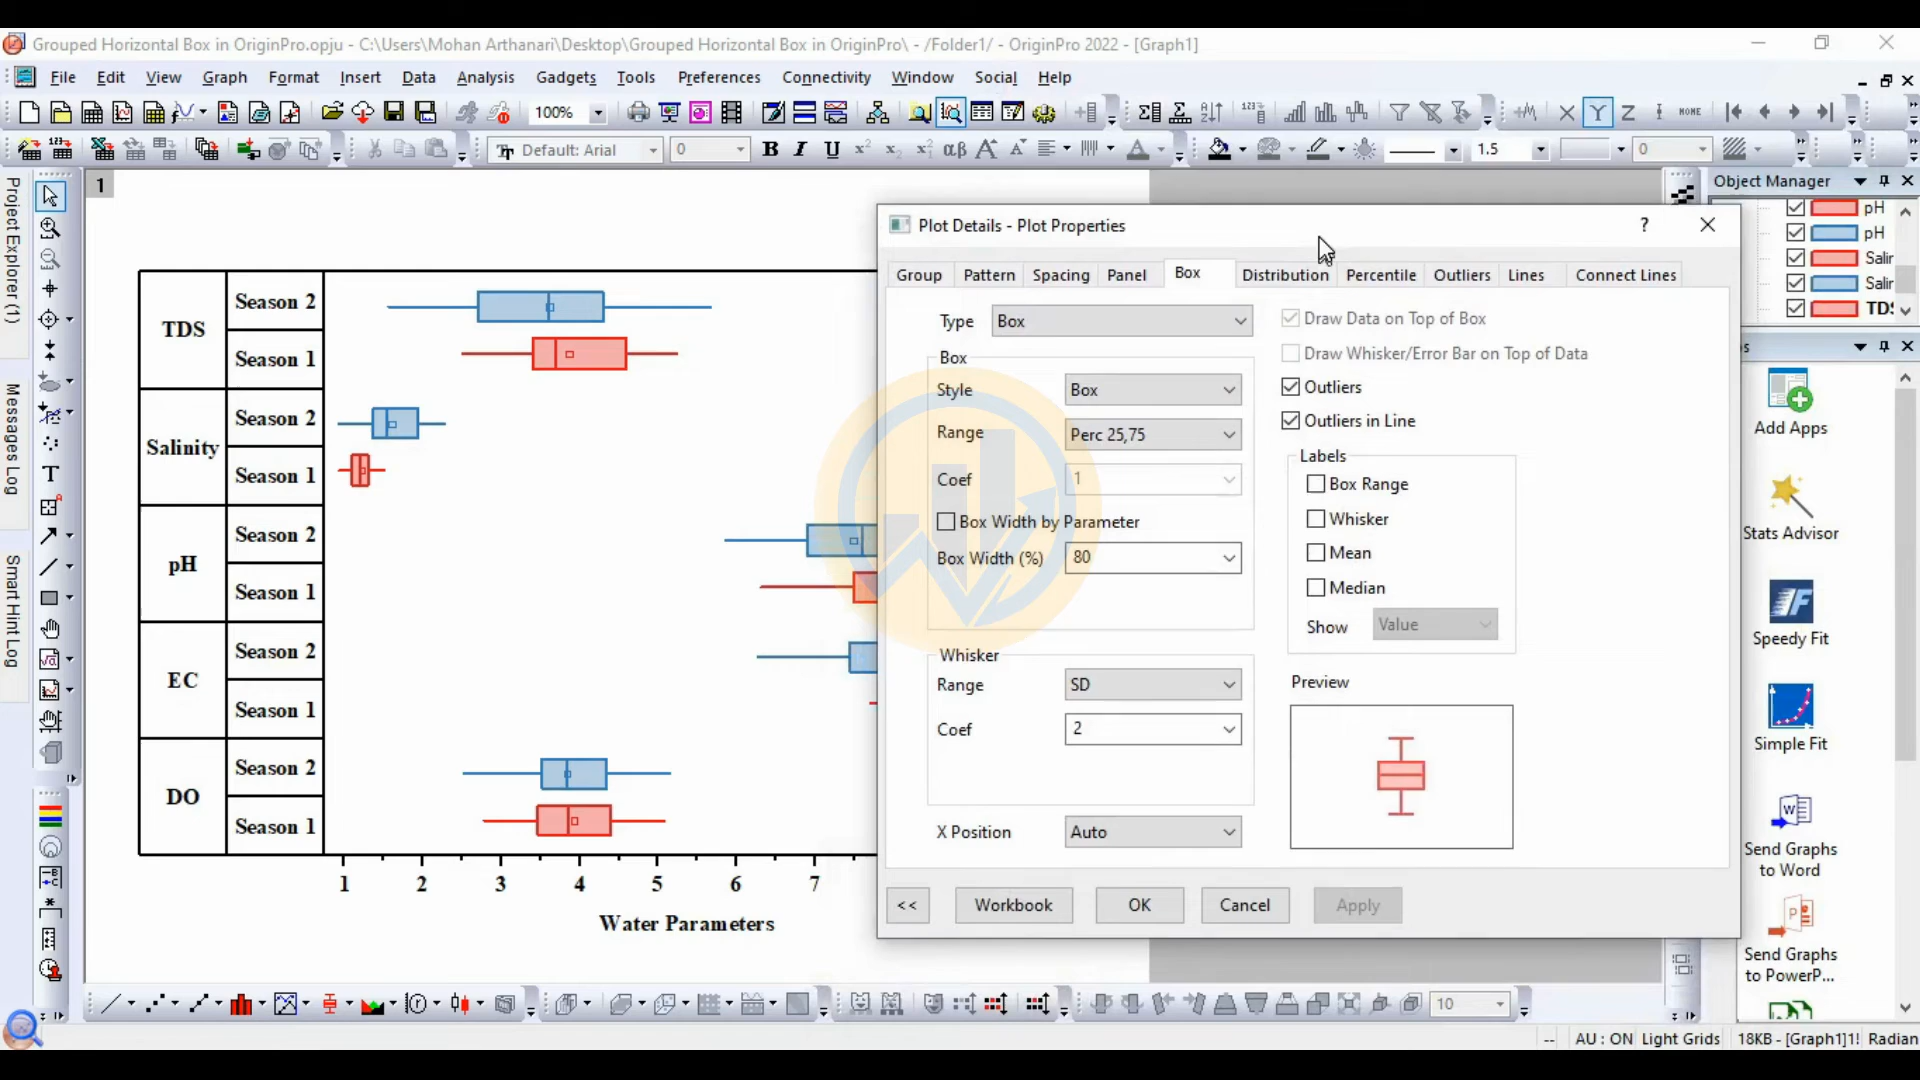 Grouped Horizontal Box in OriginPro.opju - C:\Users\Mohan Arthanari\Desktop\Grouped Horizontal Box in OriginPro\ - /Folder1/ - OriginPro 2022 - [Graph1]
File Edit View Graph Format Insert Data Analysis Gadgets Tools Preferences Connectivity Window Social Help
100%
Default: Arial 0 B I U αβ A A 1.5 0
Project Explorer (1)
Messages Log
Smart Hint Log
1
TDS
Season 2
Season 1
Salinity
Season 2
Season 1
pH
Season 2
Season 1
EC
Season 2
Season 1
DO
Season 2
Season 1
1 2 3 4 5 6 7
Water Parameters
Plot Details - Plot Properties
Group Pattern Spacing Panel Box Distribution Percentile Outliers Lines Connect Lines
Type Box
Box
Style Box
Range Perc 25,75
Coef 1
Box Width by Parameter
Box Width (%) 80
Whisker
Range SD
Coef 2
X Position Auto
Draw Data on Top of Box
Draw Whisker/Error Bar on Top of Data
Outliers
Outliers in Line
Labels
Box Range
Whisker
Mean
Median
Show Value
Preview
<< Workbook OK Cancel Apply
Object Manager
pH
pH
Salir
Salir
TDS
Add Apps
Stats Advisor
Speedy Fit
Simple Fit
Send Graphs
to Word
Send Graphs
to PowerP...
10
-- AU : ON Light Grids 18KB - [Graph1]1! Radian